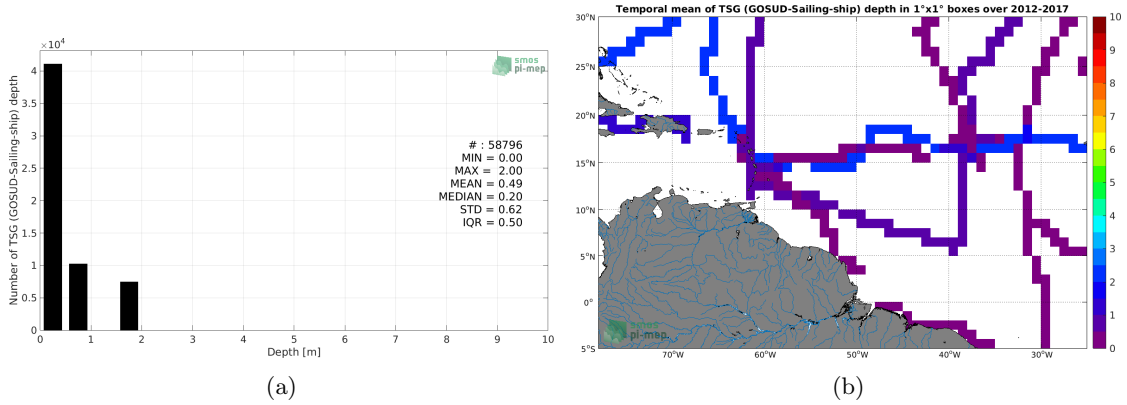 ×10⁴
4
3.5
3
2.5
2
1.5
1
0.5
0
Number of TSG (GOSUD-Sailing-ship) depth
0 1 2 3 4 5 6 7 8 9 10
Depth [m]
smos
pi-mep
# : 58796
MIN = 0.00
MAX = 2.00
MEAN = 0.49
MEDIAN = 0.20
STD = 0.62
IQR = 0.50
(a)
Temporal mean of TSG (GOSUD-Sailing-ship) depth in 1°x1° boxes over 2012-2017
30°N
25°N
20°N
15°N
10°N
5°N
0°
5°S
70°W 60°W 50°W 40°W 30°W
smos
pi-mep
10
9
8
7
6
5
4
3
2
1
0
(b)